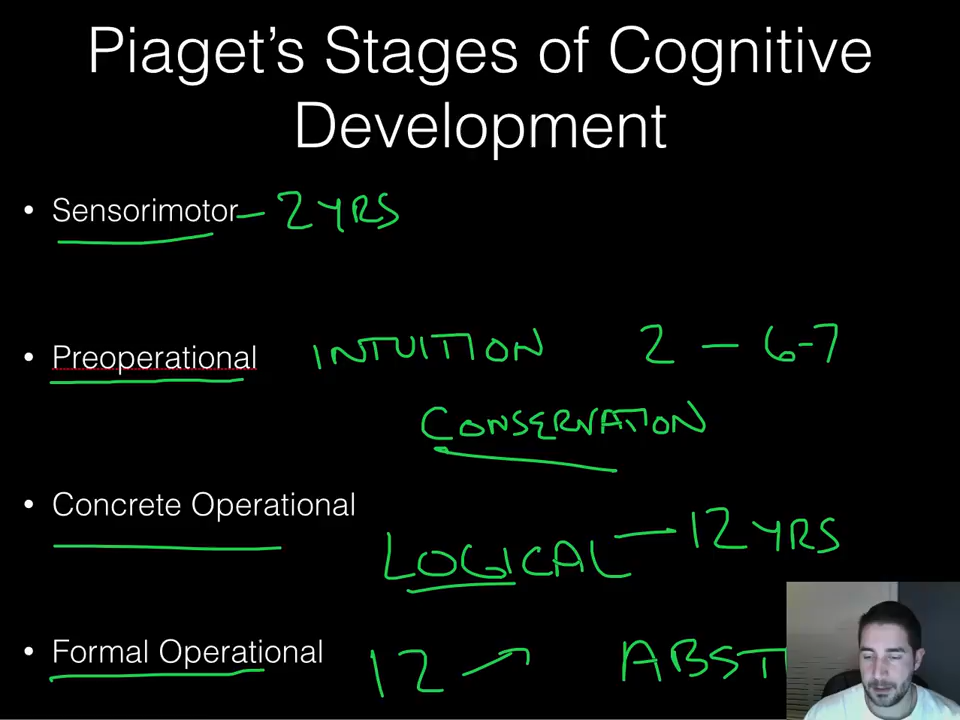 Piaget's Stages of Cognitive
Development
• Sensorimotor – 2 YRS
• Preoperational INTUITION 2 – 6-7
CONSERVATION
• Concrete Operational
LOGICAL – 12 YRS
• Formal Operational 12 ABST